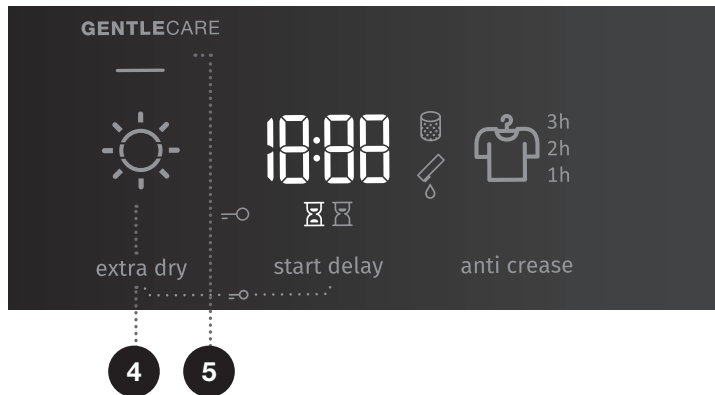 GENTLECARE
18:88
3h
2h
1h
extra dry
start delay
anti crease
4
5